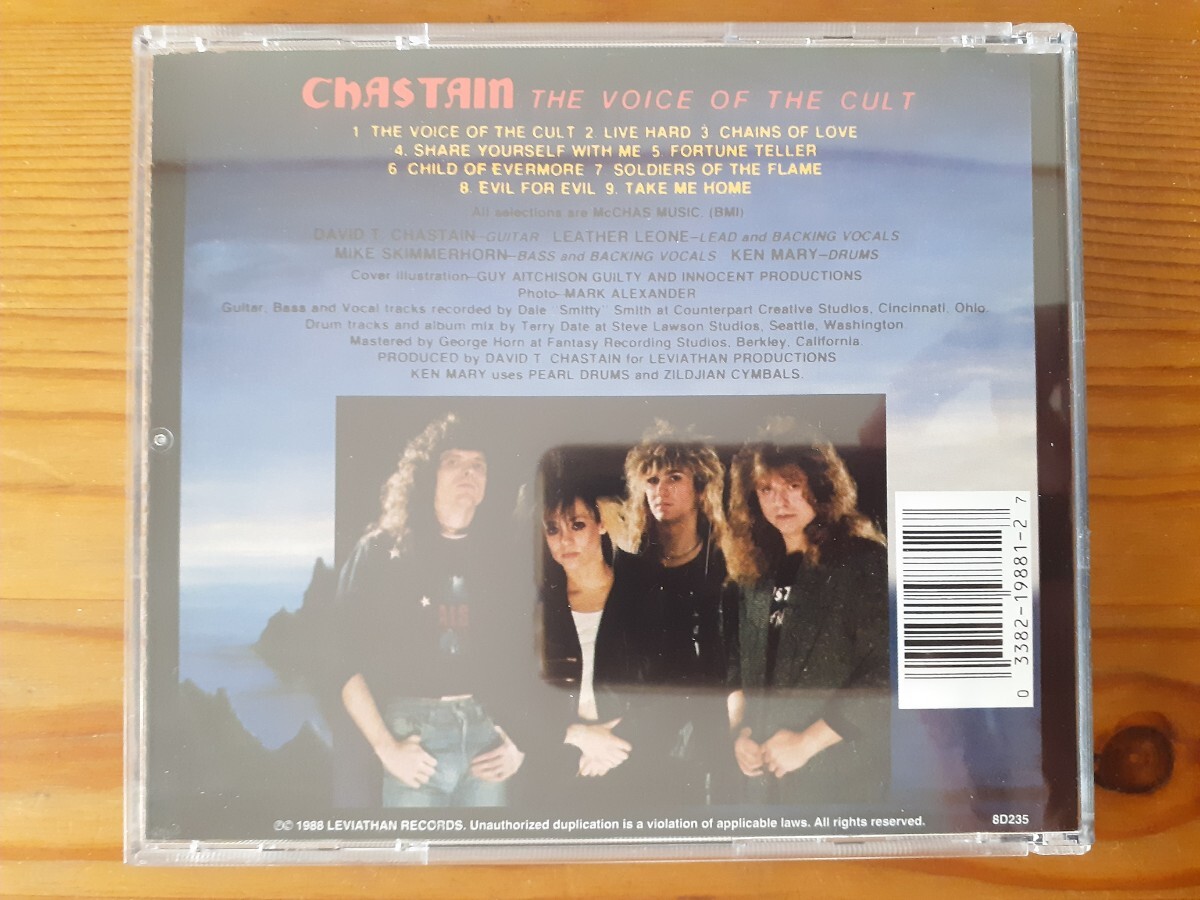 CHASTAIN THE VOICE OF THE CULT
1 THE VOICE OF THE CULT 2. LIVE HARD 3. CHAINS OF LOVE
4. SHARE YOURSELF WITH ME 5. FORTUNE TELLER
6 CHILD OF EVERMORE 7 SOLDIERS OF THE FLAME
8. EVIL FOR EVIL 9. TAKE ME HOME
All selections are McCHAS MUSIC. (BMI)
DAVID T. CHASTAIN–GUITAR LEATHER LEONE–LEAD and BACKING VOCALS
MIKE SKIMMERHORN–BASS and BACKING VOCALS KEN MARY–DRUMS
Cover Illustration–GUY AITCHISON GUILTY AND INNOCENT PRODUCTIONS
Photo–MARK ALEXANDER
Guitar, Bass and Vocal tracks recorded by Dale "Smitty" Smith at Counterpart Creative Studios, Cincinnati, Ohio.
Drum tracks and album mix by Terry Date at Steve Lawson Studios, Seattle, Washington
Mastered by George Horn at Fantasy Recording Studios, Berkley, California.
PRODUCED by DAVID T. CHASTAIN for LEVIATHAN PRODUCTIONS
KEN MARY uses PEARL DRUMS and ZILDJIAN CYMBALS.
0 3382-19881-2 7
℗© 1988 LEVIATHAN RECORDS. Unauthorized duplication is a violation of applicable laws. All rights reserved.
8D235